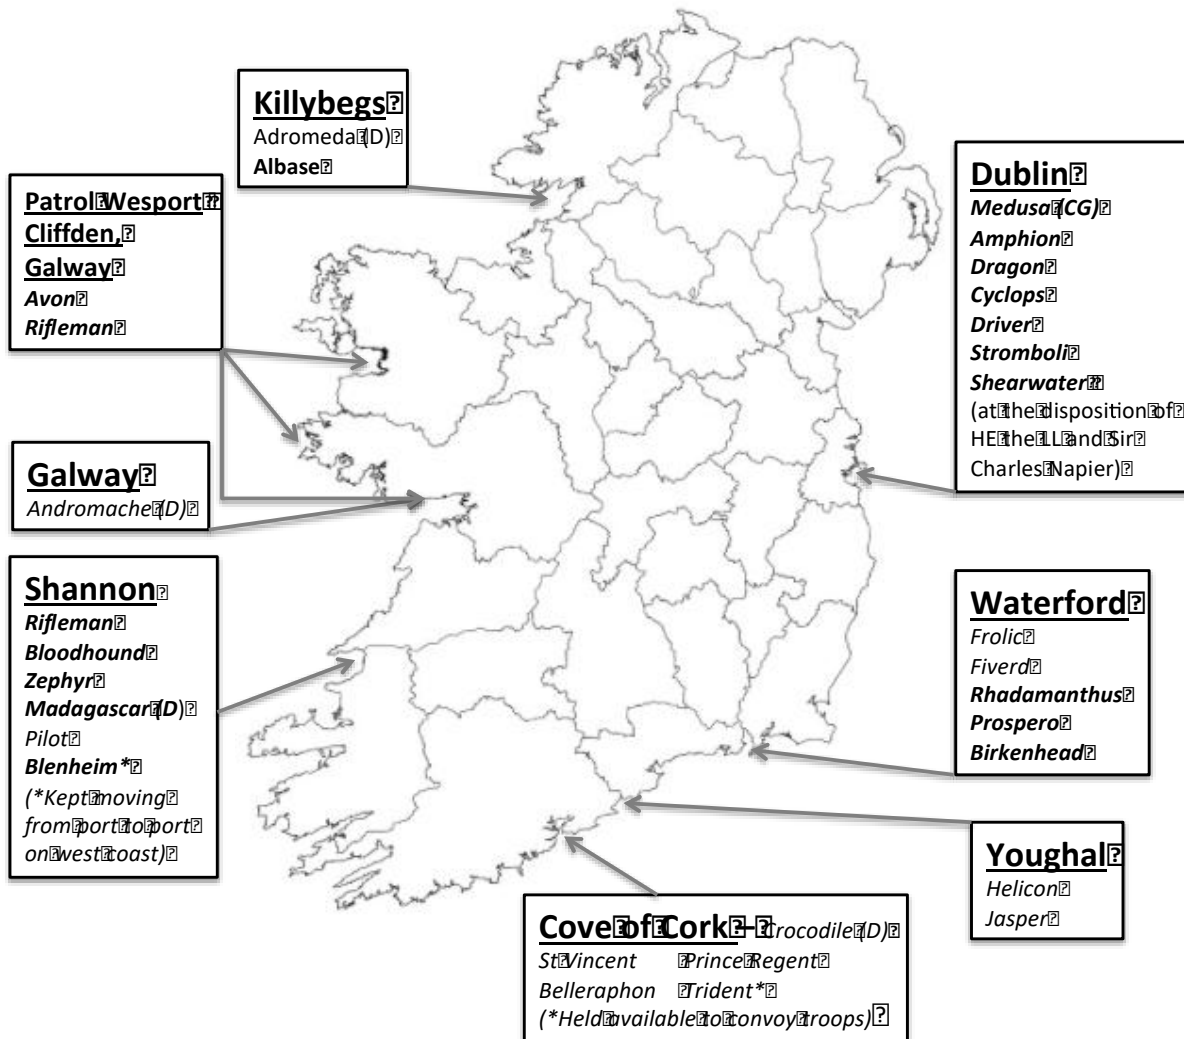 Killybegs
Adromeda (D)
Albase
Patrol Wesport
Cliffden,
Galway
Avon
Rifleman
Dublin
Medusa (CG)
Amphion
Dragon
Cyclops
Driver
Stromboli
Shearwater
(at the disposition of
HE the LL and Sir
Charles Napier)
Galway
Andromache (D)
Shannon
Rifleman
Bloodhound
Zephyr
Madagascar (D)
Pilot
Blenheim*
(*Kept moving
from port to port
on west coast)
Waterford
Frolic
Fiverd
Rhadamanthus
Prospero
Birkenhead
Youghal
Helicon
Jasper
Cove of Cork – Crocodile (D)
St Vincent Prince Regent
Belleraphon Trident*
(*Held available to convoy troops)